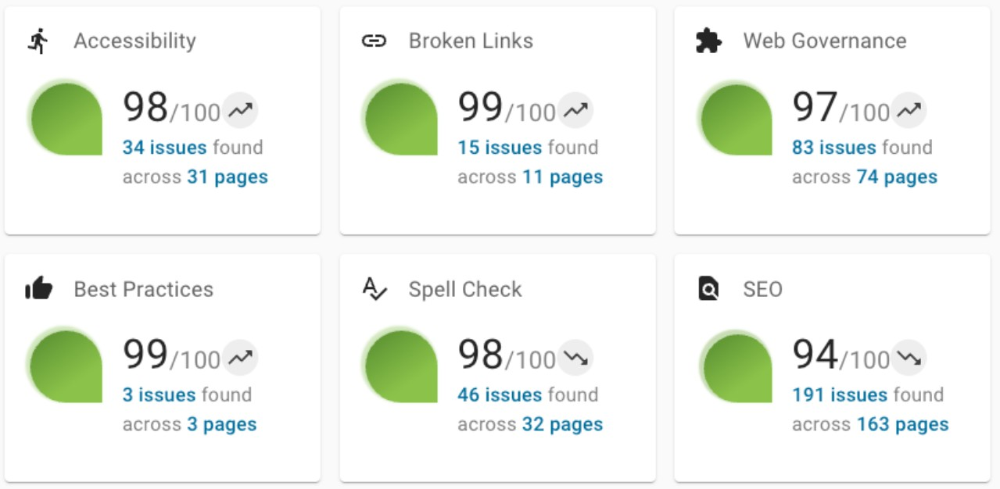 Accessibility
98/100
34 issues found
across 31 pages
Broken Links
99/100
15 issues found
across 11 pages
Web Governance
97/100
83 issues found
across 74 pages
Best Practices
99/100
3 issues found
across 3 pages
Spell Check
98/100
46 issues found
across 32 pages
SEO
94/100
191 issues found
across 163 pages